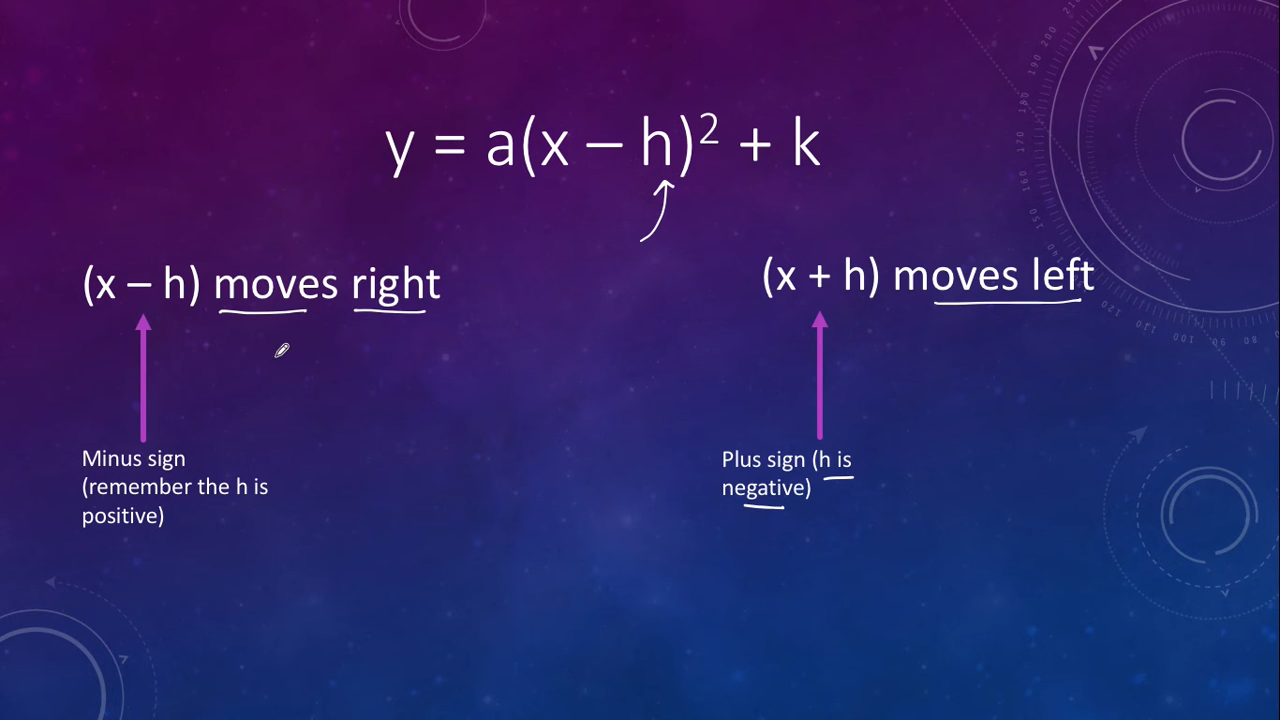 y = a(x – h)² + k
(x – h) moves right
(x + h) moves left
Minus sign
(remember the h is
positive)
Plus sign (h is
negative)